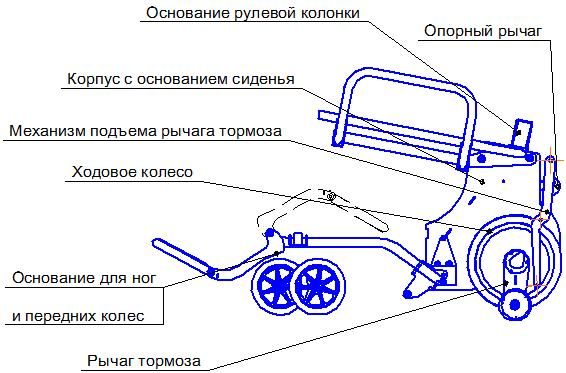 Основание рулевой колонки
Опорный рычаг
Корпус с основанием сиденья
Механизм подъема рычага тормоза
Ходовое колесо
Основание для ног
и передних колес
Рычаг тормоза